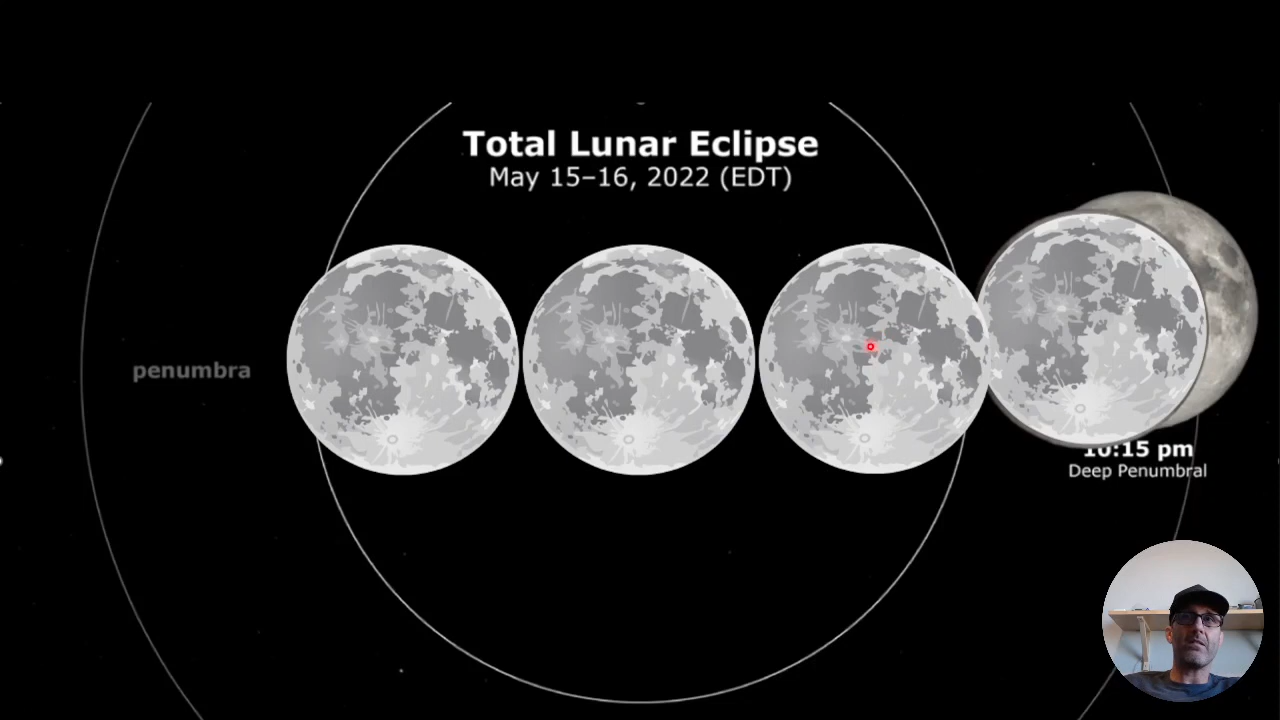 Total Lunar Eclipse
May 15–16, 2022 (EDT)
penumbra
10:15 pm
Deep Penumbral